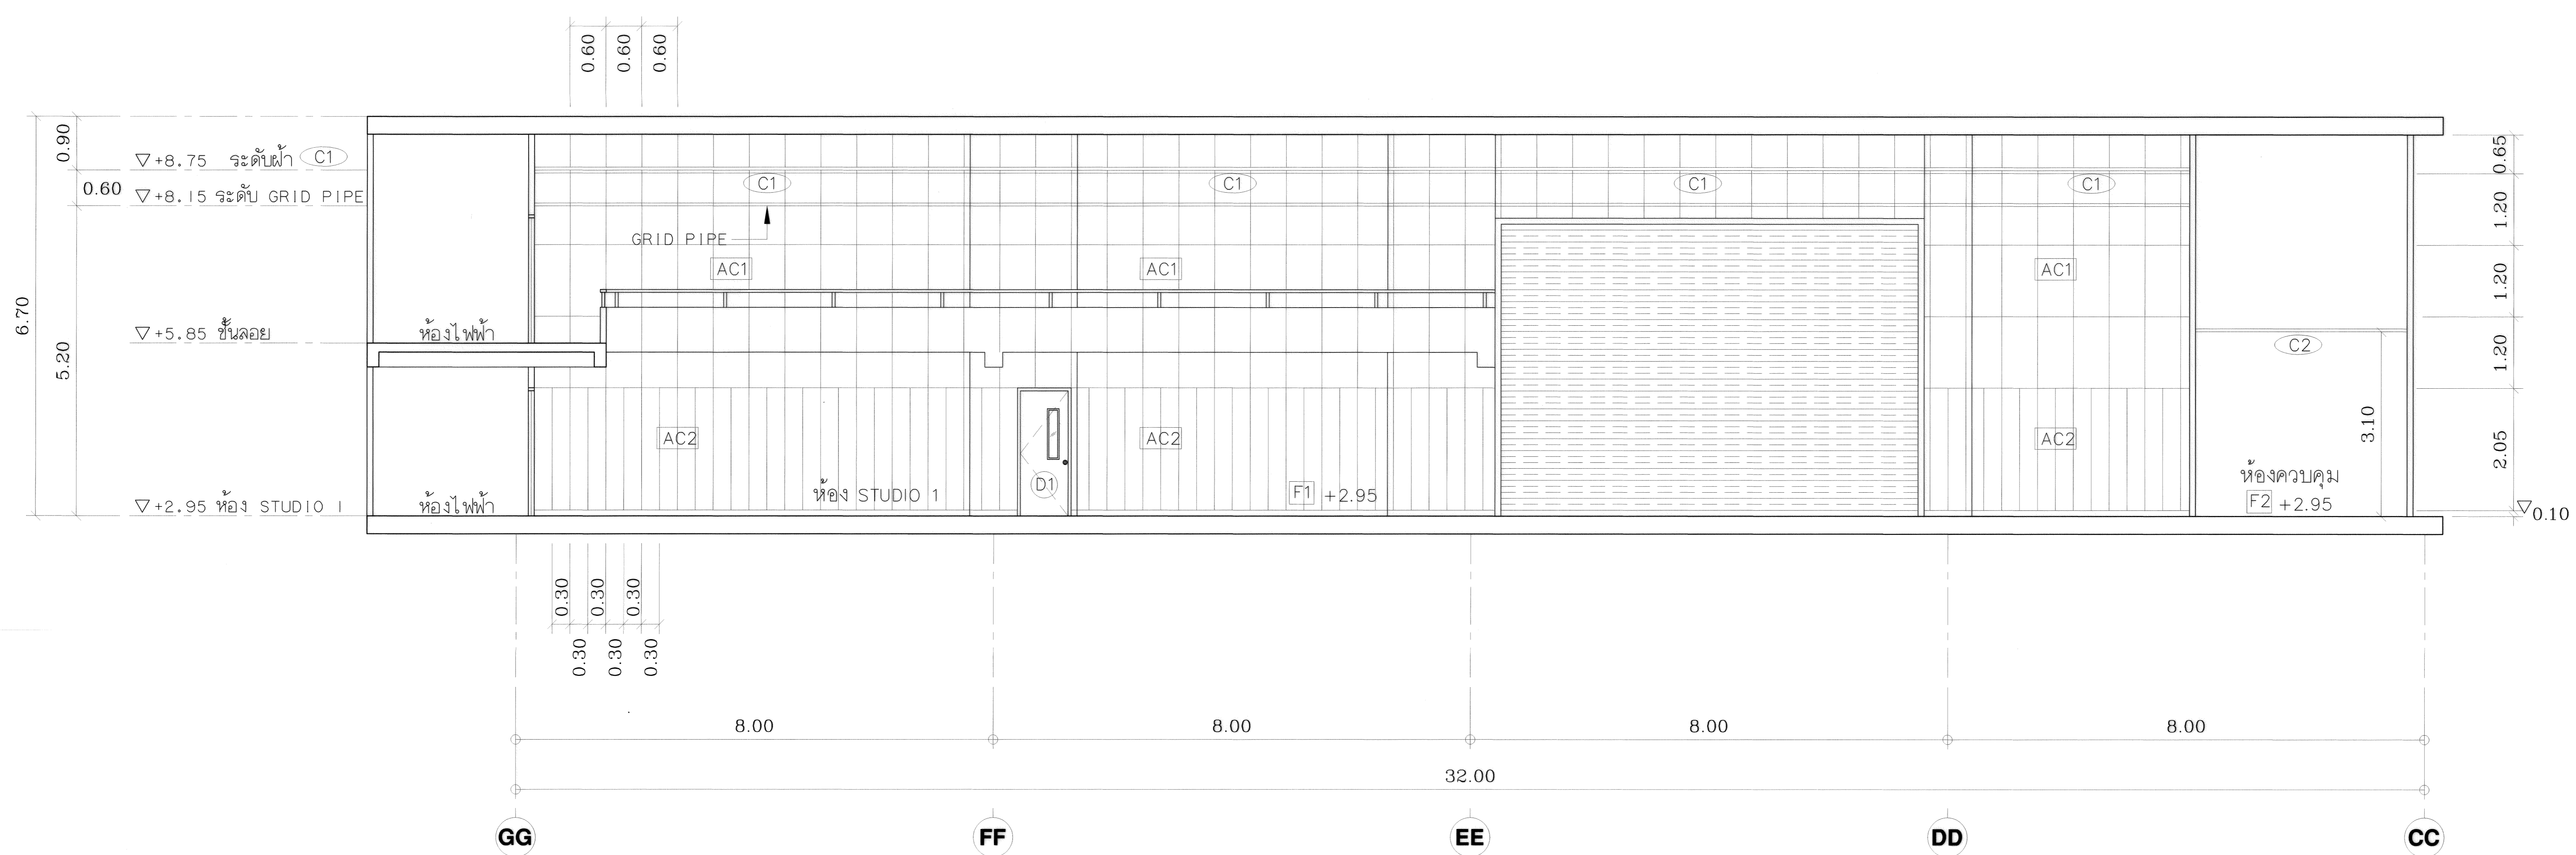 0.60 0.60 0.60
0.90
▽+8.75 ระดับฝ้า C1
0.60
▽+8.15 ระดับ GRID PIPE
6.70
5.20
▽+5.85 ชั้นลอย
▽+2.95 ห้อง STUDIO 1
ห้องไฟฟ้า
ห้องไฟฟ้า
C1 C1 C1 C1
GRID PIPE
AC1 AC1 AC1
AC2 AC2 AC2
D1
ห้อง STUDIO 1
F1 +2.95
C2
3.10
ห้องควบคุม
F2 +2.95
0.65
1.20
1.20
1.20
2.05
▽0.10
0.30 0.30 0.30
0.30 0.30 0.30
8.00 8.00 8.00 8.00
32.00
GG FF EE DD CC